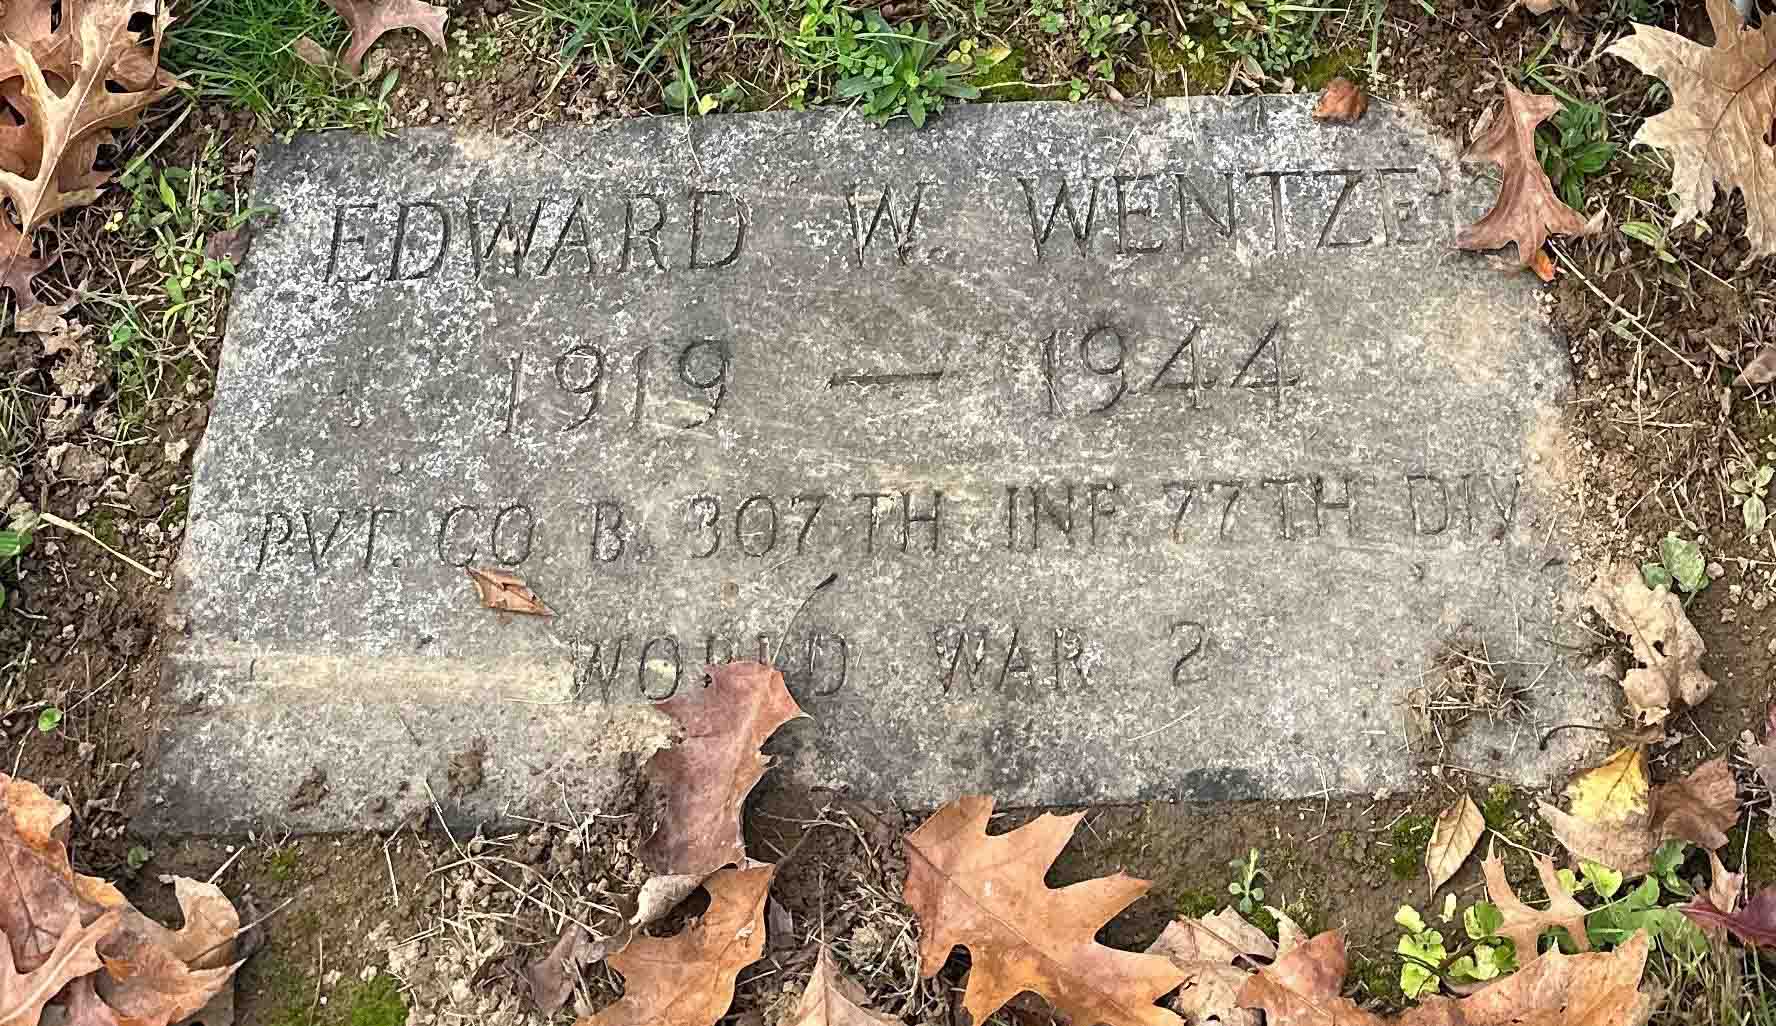 EDWARD W. WENTZEL
1919 — 1944
PVT. CO B. 307TH INF. 77TH DIV.
WORLD WAR 2